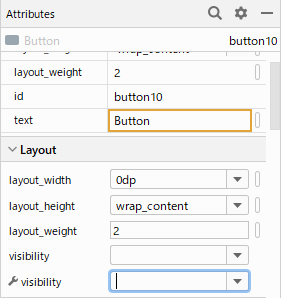 Attributes
Button button10
wrap_content
layout_weight 2
id button10
text Button
Layout
layout_width 0dp
layout_height wrap_content
layout_weight 2
visibility
visibility